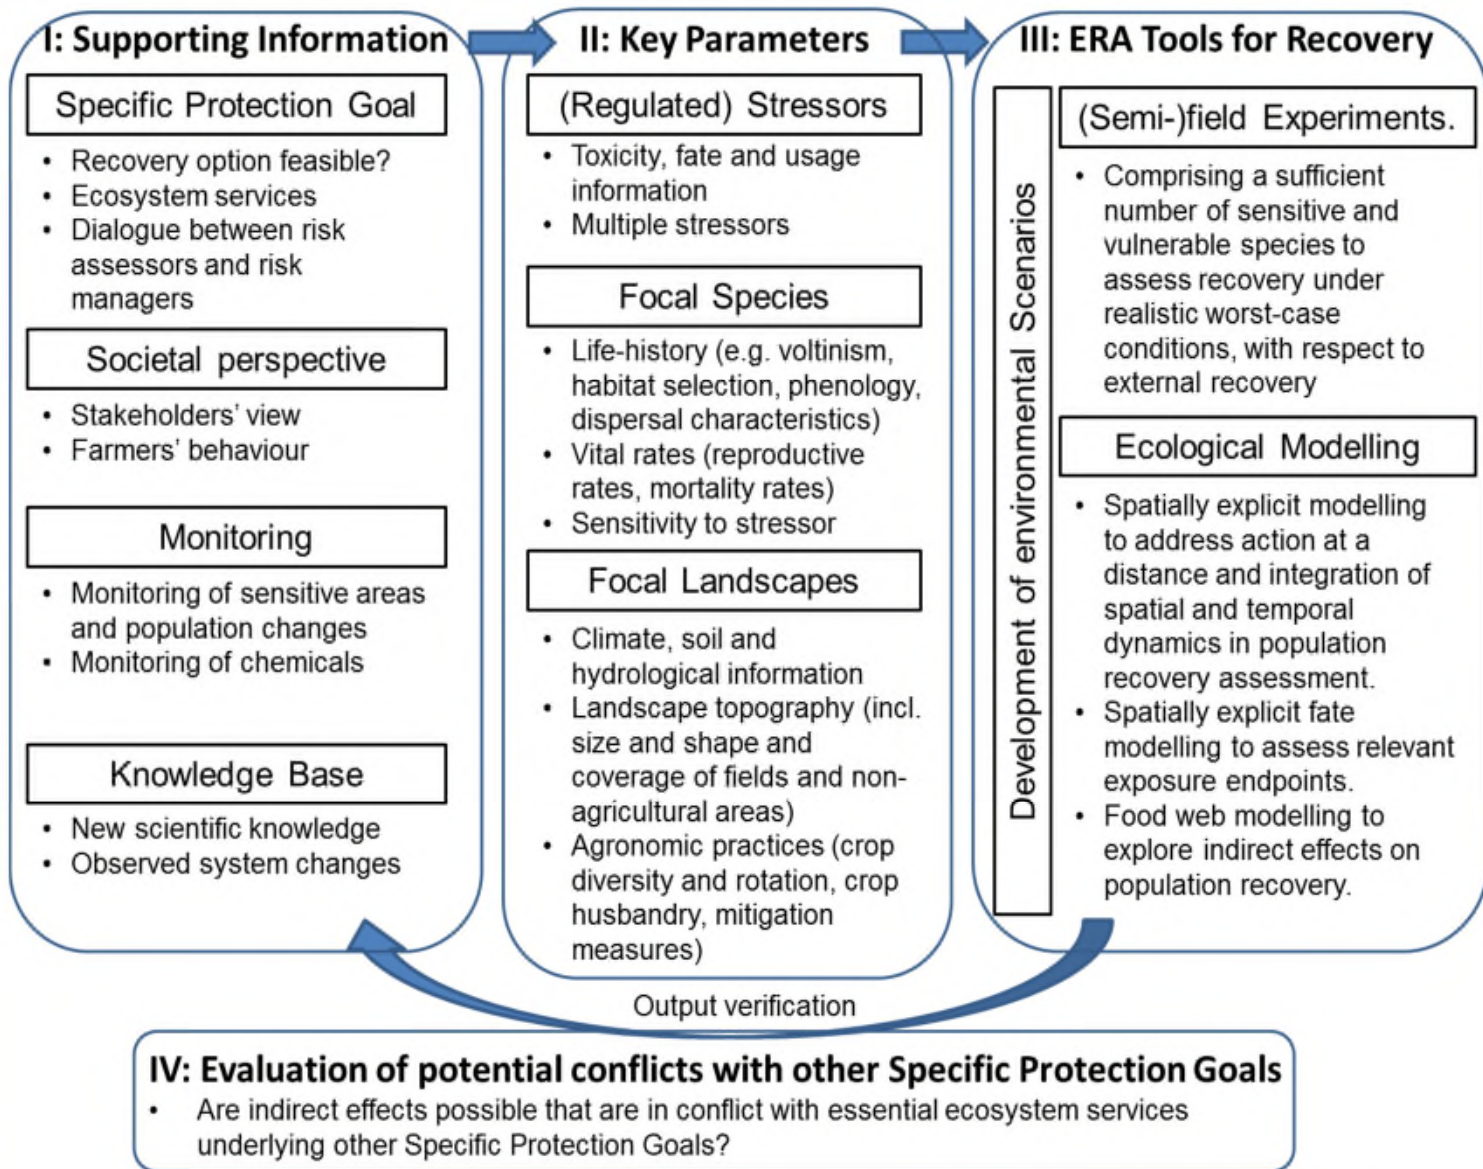 I: Supporting Information
Specific Protection Goal
• Recovery option feasible?
• Ecosystem services
• Dialogue between risk
assessors and risk
managers
Societal perspective
• Stakeholders' view
• Farmers' behaviour
Monitoring
• Monitoring of sensitive areas
and population changes
• Monitoring of chemicals
Knowledge Base
• New scientific knowledge
• Observed system changes
II: Key Parameters
(Regulated) Stressors
• Toxicity, fate and usage
information
• Multiple stressors
Focal Species
• Life-history (e.g. voltinism,
habitat selection, phenology,
dispersal characteristics)
• Vital rates (reproductive
rates, mortality rates)
• Sensitivity to stressor
Focal Landscapes
• Climate, soil and
hydrological information
• Landscape topography (incl.
size and shape and
coverage of fields and non-
agricultural areas)
• Agronomic practices (crop
diversity and rotation, crop
husbandry, mitigation
measures)
III: ERA Tools for Recovery
Development of environmental Scenarios
(Semi-)field Experiments.
• Comprising a sufficient
number of sensitive and
vulnerable species to
assess recovery under
realistic worst-case
conditions, with respect to
external recovery
Ecological Modelling
• Spatially explicit modelling
to address action at a
distance and integration of
spatial and temporal
dynamics in population
recovery assessment.
• Spatially explicit fate
modelling to assess relevant
exposure endpoints.
• Food web modelling to
explore indirect effects on
population recovery.
Output verification
IV: Evaluation of potential conflicts with other Specific Protection Goals
• Are indirect effects possible that are in conflict with essential ecosystem services
underlying other Specific Protection Goals?